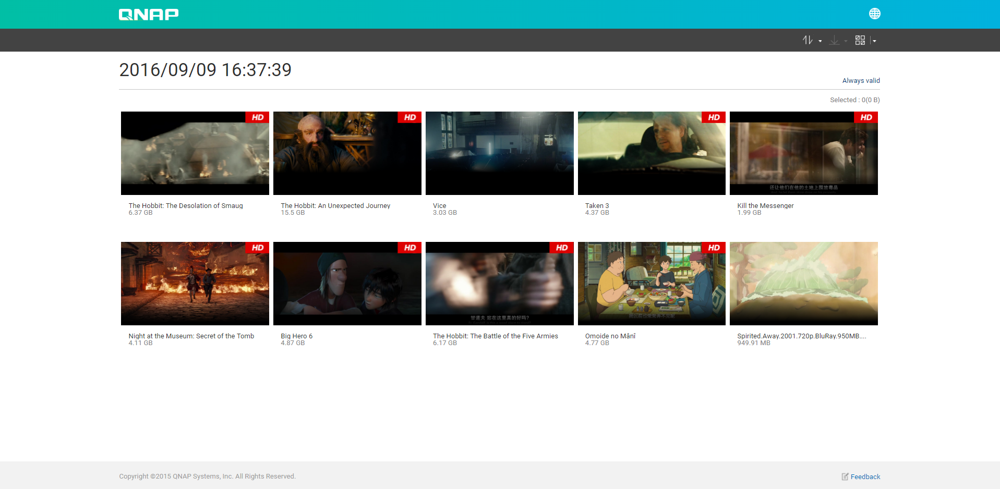 QNAP
2016/09/09 16:37:39
Always valid
Selected : 0(0 B)
HD
HD
HD
HD
还让他们在他的土地上囤放毒品
The Hobbit: The Desolation of Smaug
6.37 GB
The Hobbit: An Unexpected Journey
15.5 GB
Vice
3.03 GB
Taken 3
4.37 GB
Kill the Messenger
1.99 GB
HD
HD
HD
HD
甘道夫 站在这里真的好吗?
Night at the Museum: Secret of the Tomb
4.11 GB
Big Hero 6
4.87 GB
The Hobbit: The Battle of the Five Armies
6.17 GB
Omoide no Mânî
4.77 GB
Spirited.Away.2001.720p.BluRay.950MB....
949.91 MB
Copyright ©2015 QNAP Systems, Inc. All Rights Reserved.
Feedback